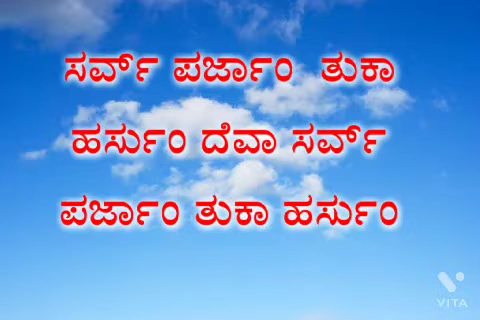 ಸರ್ವ್ ಪರ್ಜಾಂ ತುಕಾ
ಹರ್ಸುಂ ದೆವಾ ಸರ್ವ್
ಪರ್ಜಾಂ ತುಕಾ ಹರ್ಸುಂ
VITA